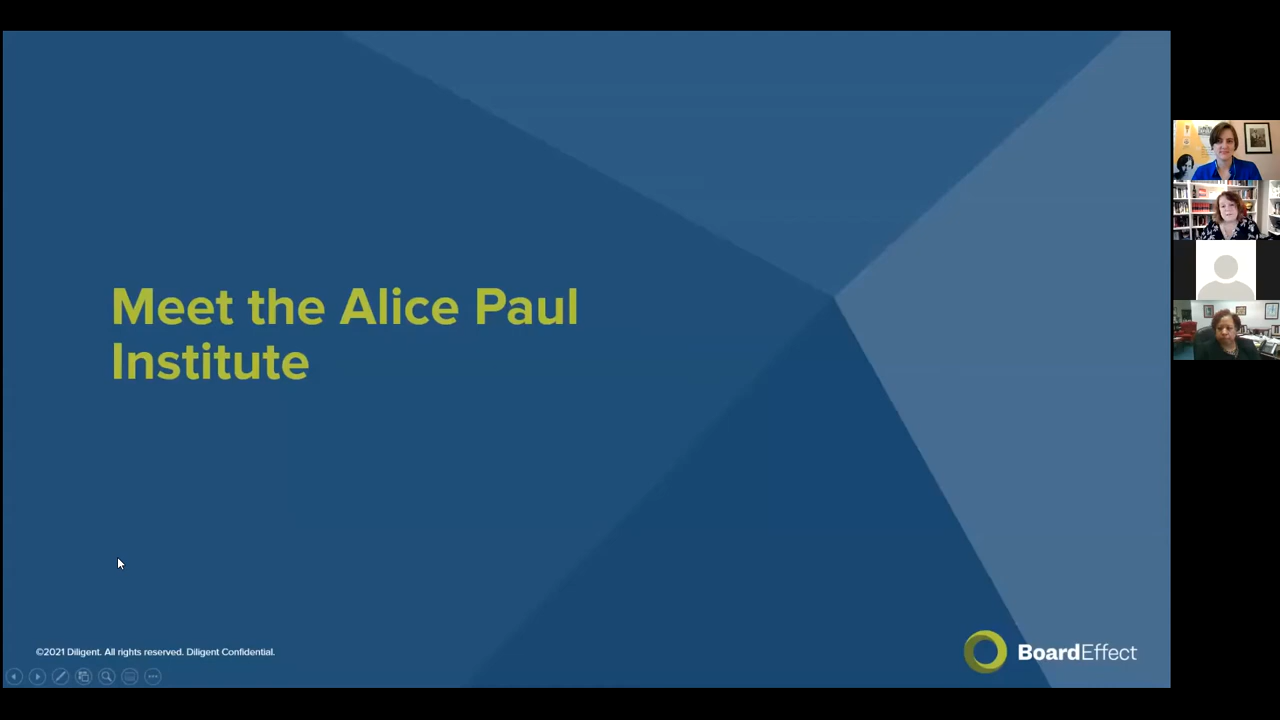 Meet the Alice Paul
Institute
©2021 Diligent. All rights reserved. Diligent Confidential.
BoardEffect